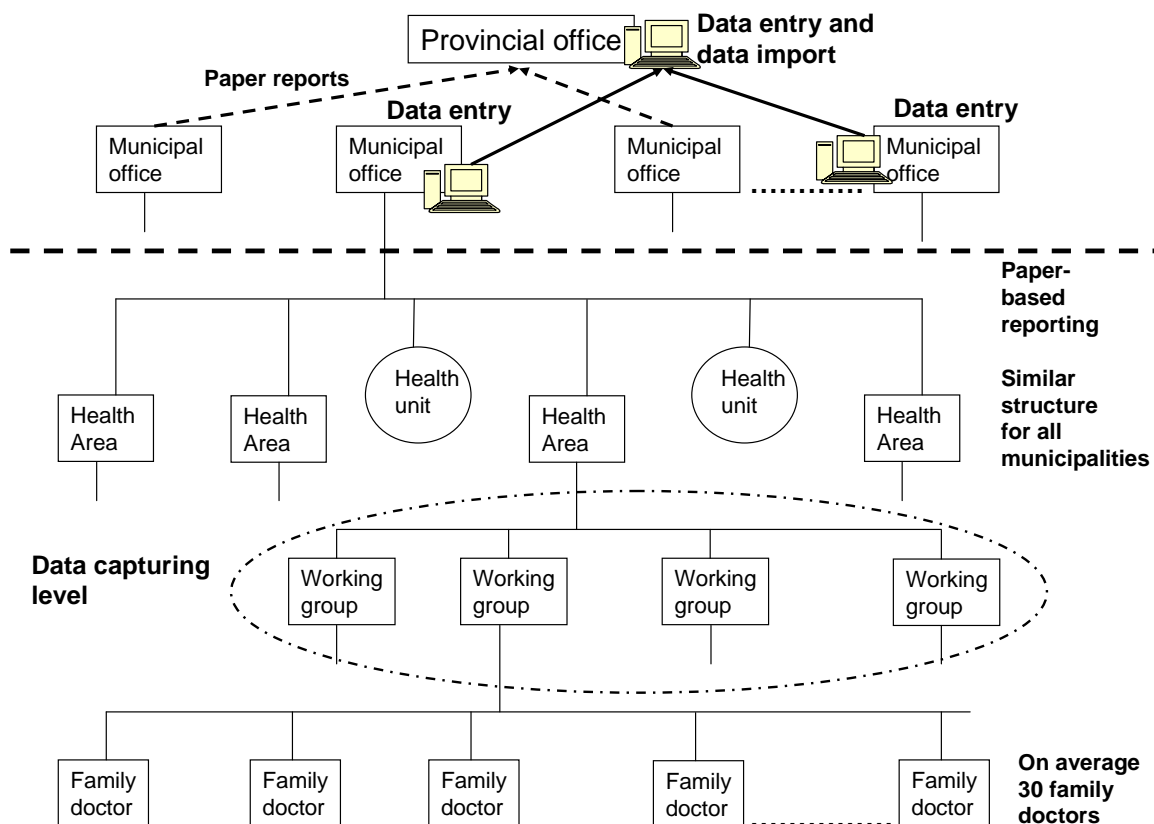 Provincial office
Data entry and
data import
Paper reports
Data entry
Data entry
Municipal
office
Municipal
office
Municipal
office
Municipal
office
Paper-
based
reporting
Health
unit
Health
unit
Health
Area
Health
Area
Health
Area
Health
Area
Similar
structure
for all
municipalities
Data capturing
level
Working
group
Working
group
Working
group
Working
group
Family
doctor
Family
doctor
Family
doctor
Family
doctor
Family
doctor
On average
30 family
doctors